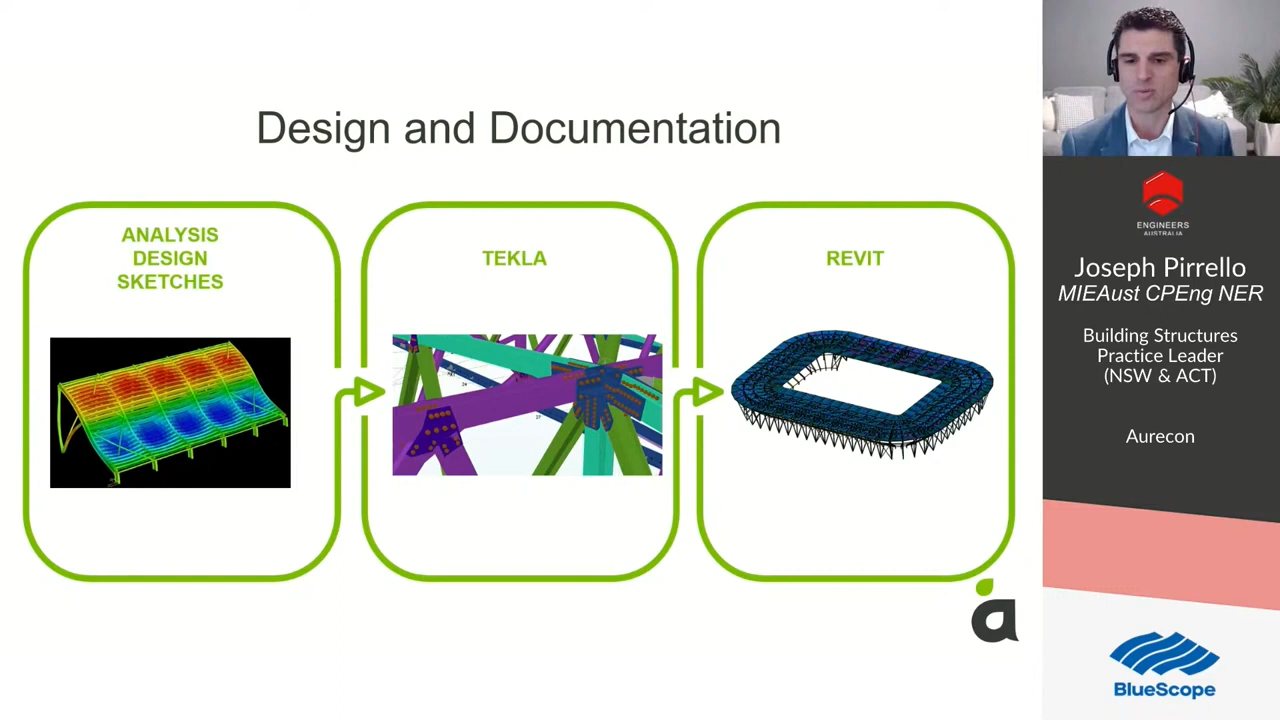 Design and Documentation
ANALYSIS
DESIGN
SKETCHES
TEKLA
REVIT
a
ENGINEERS
AUSTRALIA
Joseph Pirrello
MIEAust CPEng NER
Building Structures
Practice Leader
(NSW & ACT)
Aurecon
BlueScope